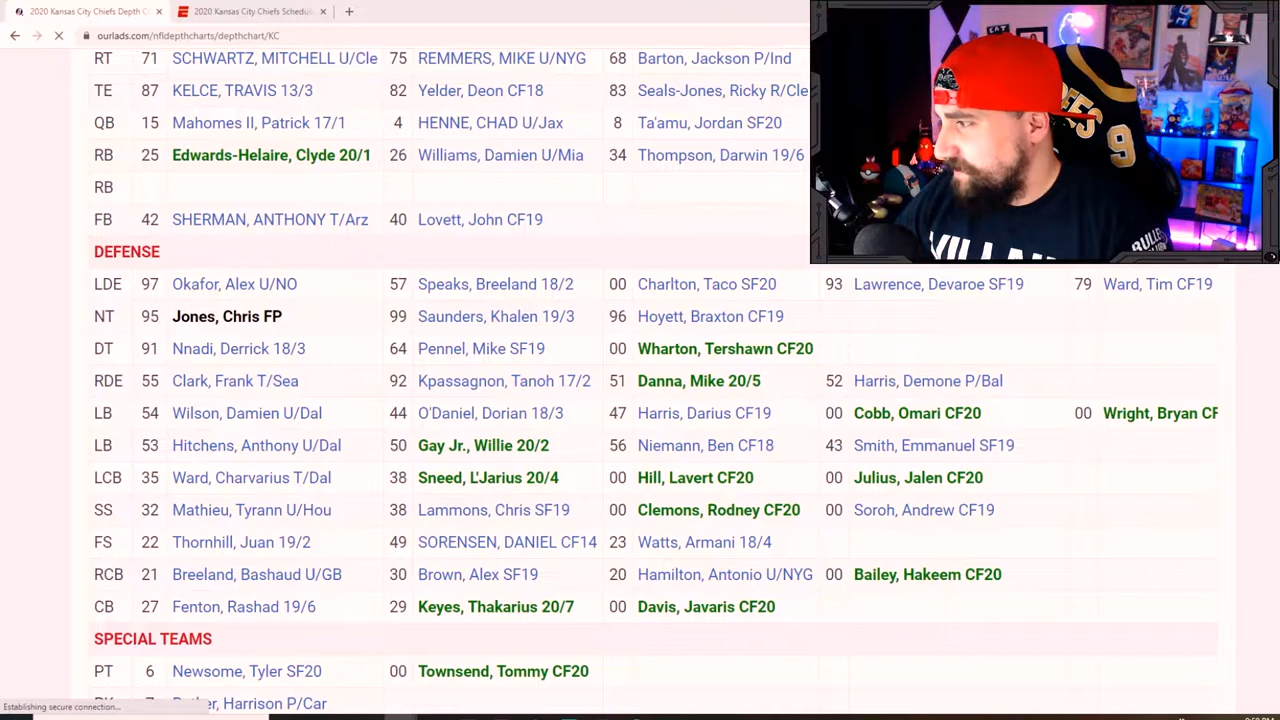 2020 Kansas City Chiefs Depth C
2020 Kansas City Chiefs Schedul
ourlads.com/nfldepthcharts/depthchart/KC
RT 71 SCHWARTZ, MITCHELL U/Cle 75 REMMERS, MIKE U/NYG 68 Barton, Jackson P/Ind
TE 87 KELCE, TRAVIS 13/3 82 Yelder, Deon CF18 83 Seals-Jones, Ricky R/Cle
QB 15 Mahomes II, Patrick 17/1 4 HENNE, CHAD U/Jax 8 Ta'amu, Jordan SF20
RB 25 Edwards-Helaire, Clyde 20/1 26 Williams, Damien U/Mia 34 Thompson, Darwin 19/6
RB
FB 42 SHERMAN, ANTHONY T/Arz 40 Lovett, John CF19
DEFENSE
LDE 97 Okafor, Alex U/NO 57 Speaks, Breeland 18/2 00 Charlton, Taco SF20 93 Lawrence, Devaroe SF19 79 Ward, Tim CF19
NT 95 Jones, Chris FP 99 Saunders, Khalen 19/3 96 Hoyett, Braxton CF19
DT 91 Nnadi, Derrick 18/3 64 Pennel, Mike SF19 00 Wharton, Tershawn CF20
RDE 55 Clark, Frank T/Sea 92 Kpassagnon, Tanoh 17/2 51 Danna, Mike 20/5 52 Harris, Demone P/Bal
LB 54 Wilson, Damien U/Dal 44 O'Daniel, Dorian 18/3 47 Harris, Darius CF19 00 Cobb, Omari CF20 00 Wright, Bryan CF
LB 53 Hitchens, Anthony U/Dal 50 Gay Jr., Willie 20/2 56 Niemann, Ben CF18 43 Smith, Emmanuel SF19
LCB 35 Ward, Charvarius T/Dal 38 Sneed, L'Jarius 20/4 00 Hill, Lavert CF20 00 Julius, Jalen CF20
SS 32 Mathieu, Tyrann U/Hou 38 Lammons, Chris SF19 00 Clemons, Rodney CF20 00 Soroh, Andrew CF19
FS 22 Thornhill, Juan 19/2 49 SORENSEN, DANIEL CF14 23 Watts, Armani 18/4
RCB 21 Breeland, Bashaud U/GB 30 Brown, Alex SF19 20 Hamilton, Antonio U/NYG 00 Bailey, Hakeem CF20
CB 27 Fenton, Rashad 19/6 29 Keyes, Thakarius 20/7 00 Davis, Javaris CF20
SPECIAL TEAMS
PT 6 Newsome, Tyler SF20 00 Townsend, Tommy CF20
Harrison P/Car
Establishing secure connection...
EES 9
VILLAI